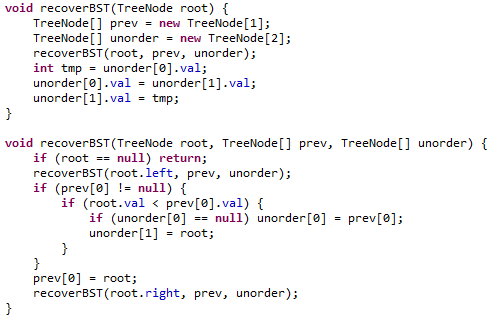 void recoverBST(TreeNode root) {
    TreeNode[] prev = new TreeNode[1];
    TreeNode[] unorder = new TreeNode[2];
    recoverBST(root, prev, unorder);
    int tmp = unorder[0].val;
    unorder[0].val = unorder[1].val;
    unorder[1].val = tmp;
}

void recoverBST(TreeNode root, TreeNode[] prev, TreeNode[] unorder) {
    if (root == null) return;
    recoverBST(root.left, prev, unorder);
    if (prev[0] != null) {
        if (root.val < prev[0].val) {
            if (unorder[0] == null) unorder[0] = prev[0];
            unorder[1] = root;
        }
    }
    prev[0] = root;
    recoverBST(root.right, prev, unorder);
}